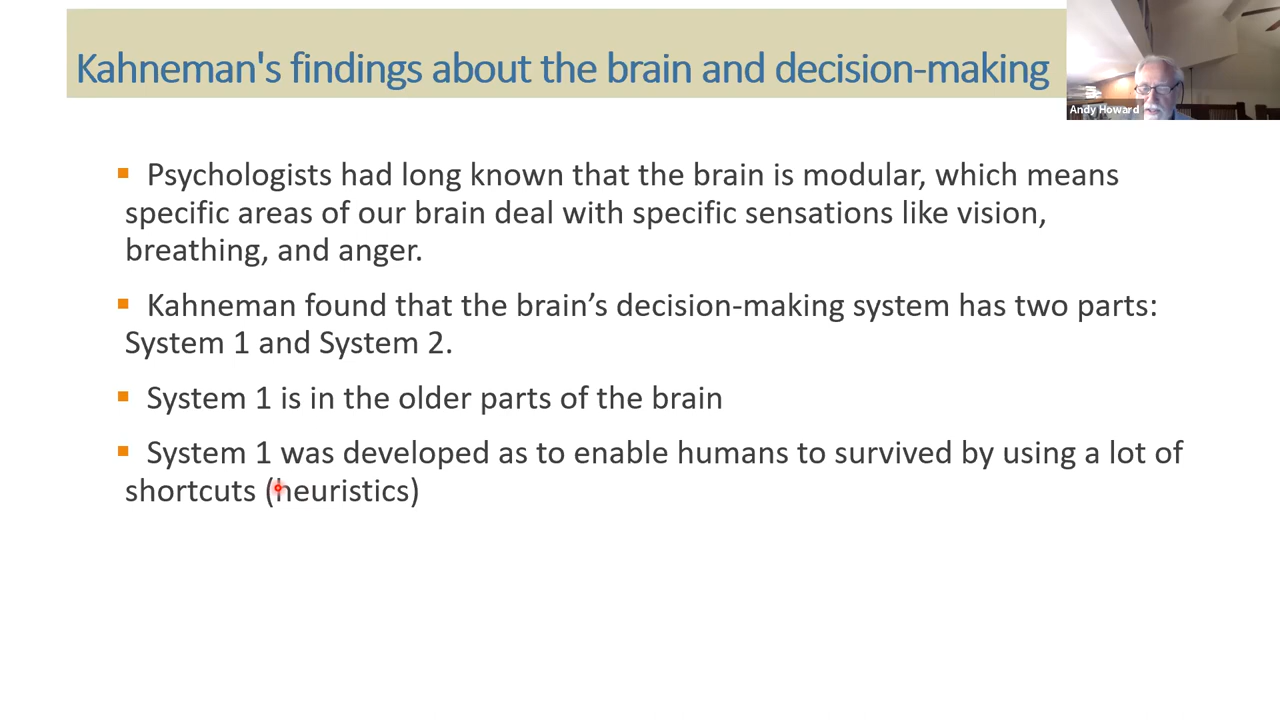 Kahneman's findings about the brain and decision-making
Andy Howard
Psychologists had long known that the brain is modular, which means
specific areas of our brain deal with specific sensations like vision,
breathing, and anger.
Kahneman found that the brain’s decision-making system has two parts:
System 1 and System 2.
System 1 is in the older parts of the brain
System 1 was developed as to enable humans to survived by using a lot of
shortcuts (heuristics)